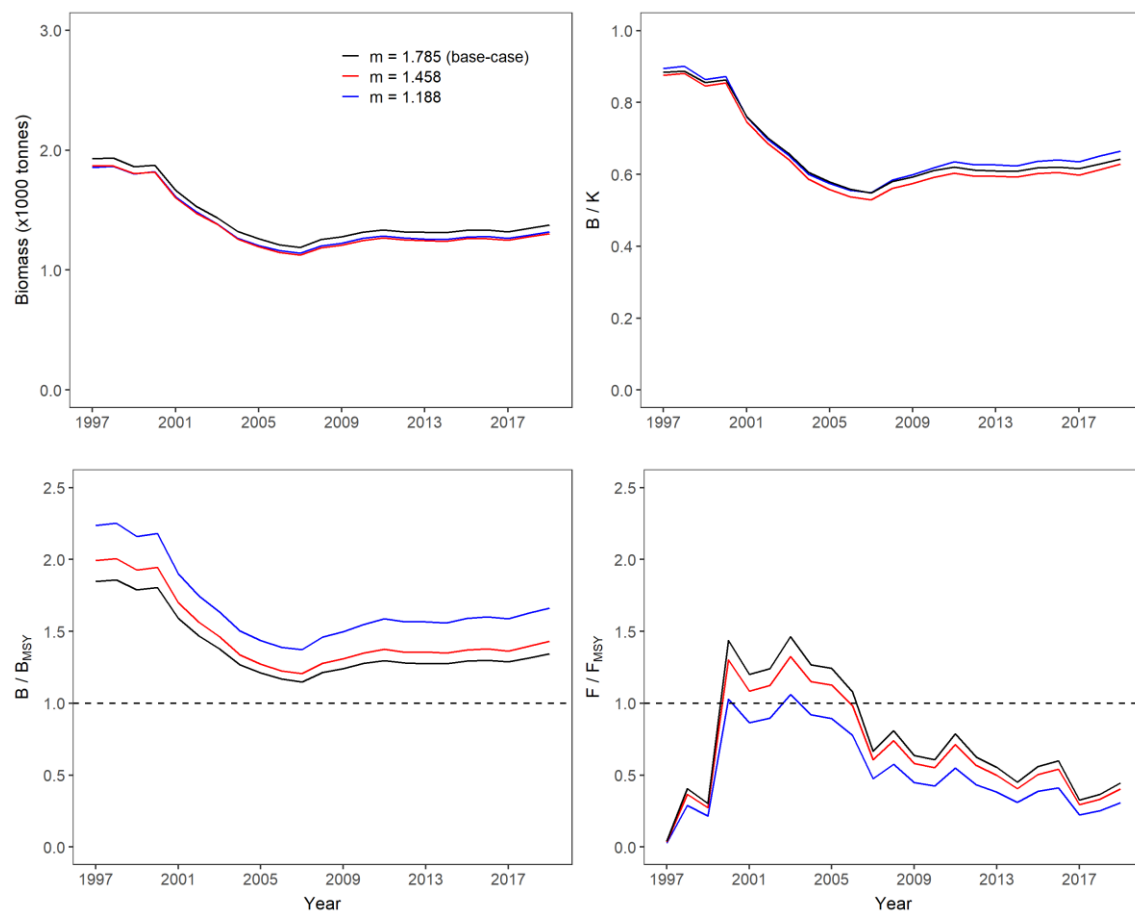 3.0
2.0
1.0
0.0
Biomass (x1000 tonnes)
m = 1.785 (base-case)
m = 1.458
m = 1.188
1997 2001 2005 2009 2013 2017
1.0
0.8
0.6
0.4
0.2
0.0
B / K
1997 2001 2005 2009 2013 2017
2.5
2.0
1.5
1.0
0.5
0.0
B / BMSY
1997 2001 2005 2009 2013 2017
Year
2.5
2.0
1.5
1.0
0.5
0.0
F / FMSY
1997 2001 2005 2009 2013 2017
Year